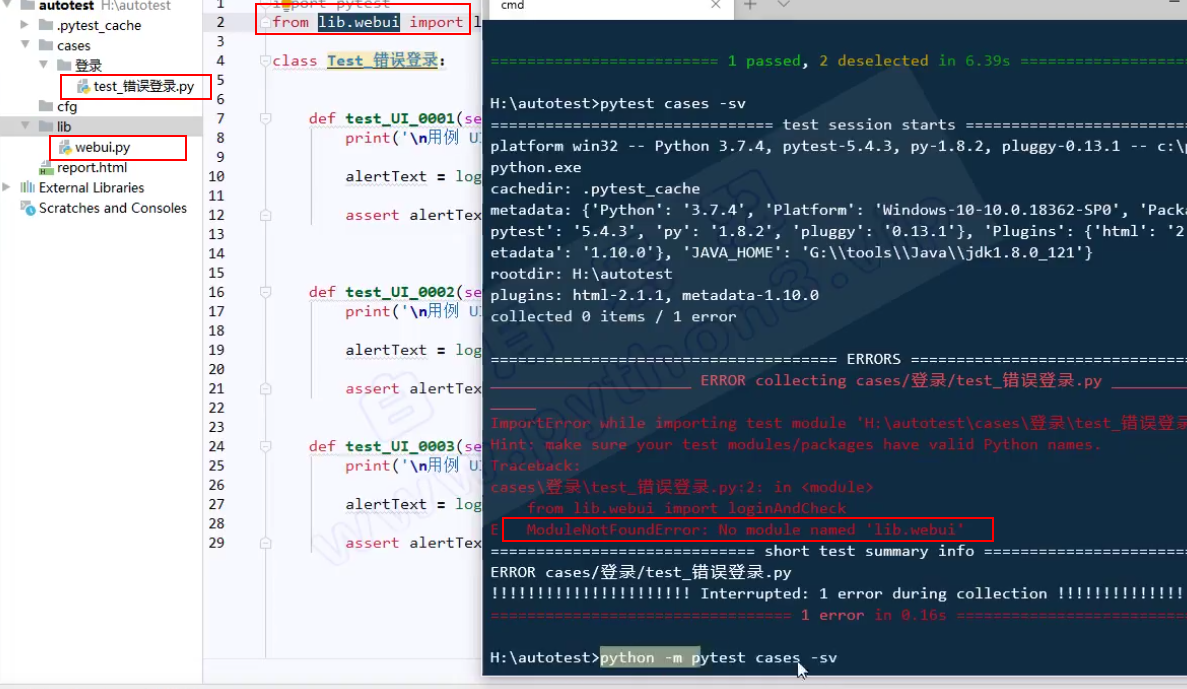 autotest H:\autotest
.pytest_cache
cases
登录
test_错误登录.py
cfg
lib
webui.py
report.html
External Libraries
Scratches and Consoles
1 import pytest
2 from lib.webui import l
3
4 class Test_错误登录:
5
6
7 def test_UI_0001(se
8 print('\n用例 U
9
10 alertText = log
11
12 assert alertTex
13
14
15
16 def test_UI_0002(se
17 print('\n用例 U
18
19 alertText = log
20
21 assert alertTex
22
23
24 def test_UI_0003(se
25 print('\n用例 U
26
27 alertText = log
28
29 assert alertTex
cmd
========================= 1 passed, 2 deselected in 6.39s ==================
H:\autotest>pytest cases -sv
=============================== test session starts ======================
platform win32 -- Python 3.7.4, pytest-5.4.3, py-1.8.2, pluggy-0.13.1 -- c:\p
python.exe
cachedir: .pytest_cache
metadata: {'Python': '3.7.4', 'Platform': 'Windows-10-10.0.18362-SP0', 'Packa
pytest': '5.4.3', 'py': '1.8.2', 'pluggy': '0.13.1'}, 'Plugins': {'html': '2
etadata': '1.10.0'}, 'JAVA_HOME': 'G:\\tools\\Java\\jdk1.8.0_121'}
rootdir: H:\autotest
plugins: html-2.1.1, metadata-1.10.0
collected 0 items / 1 error
====================================== ERRORS ==============================
______________________ ERROR collecting cases/登录/test_错误登录.py ________
_____
ImportError while importing test module 'H:\autotest\cases\登录\test_错误登录
Hint: make sure your test modules/packages have valid Python names.
Traceback:
cases\登录\test_错误登录.py:2: in <module>
from lib.webui import loginAndCheck
E ModuleNotFoundError: No module named 'lib.webui'
============================= short test summary info ======================
ERROR cases/登录/test_错误登录.py
!!!!!!!!!!!!!!!!!!!!!! Interrupted: 1 error during collection !!!!!!!!!!!!!!
================================= 1 error in 0.16s =========================
H:\autotest>python -m pytest cases -sv